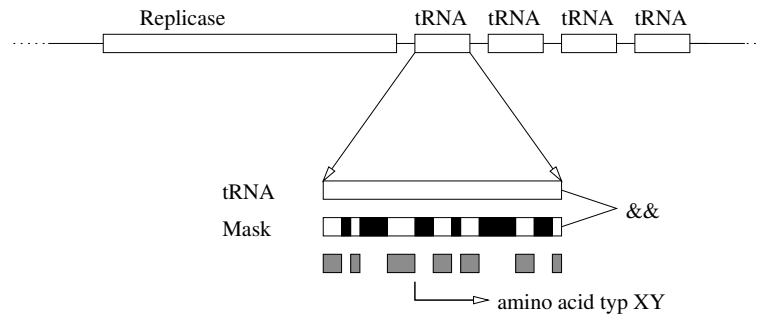 Replicase
tRNA tRNA tRNA tRNA
tRNA
&&
Mask
amino acid typ XY